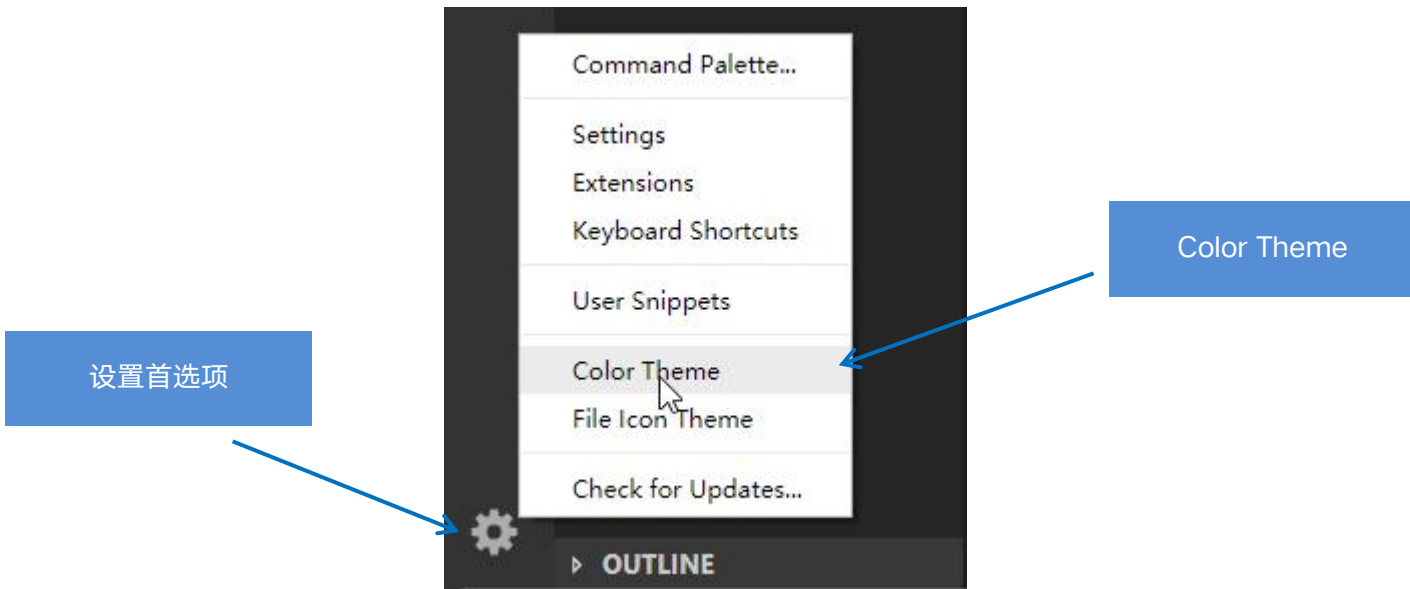 Command Palette...
Settings
Extensions
Keyboard Shortcuts
User Snippets
Color Theme
File Icon Theme
Check for Updates...
OUTLINE
设置首选项
Color Theme